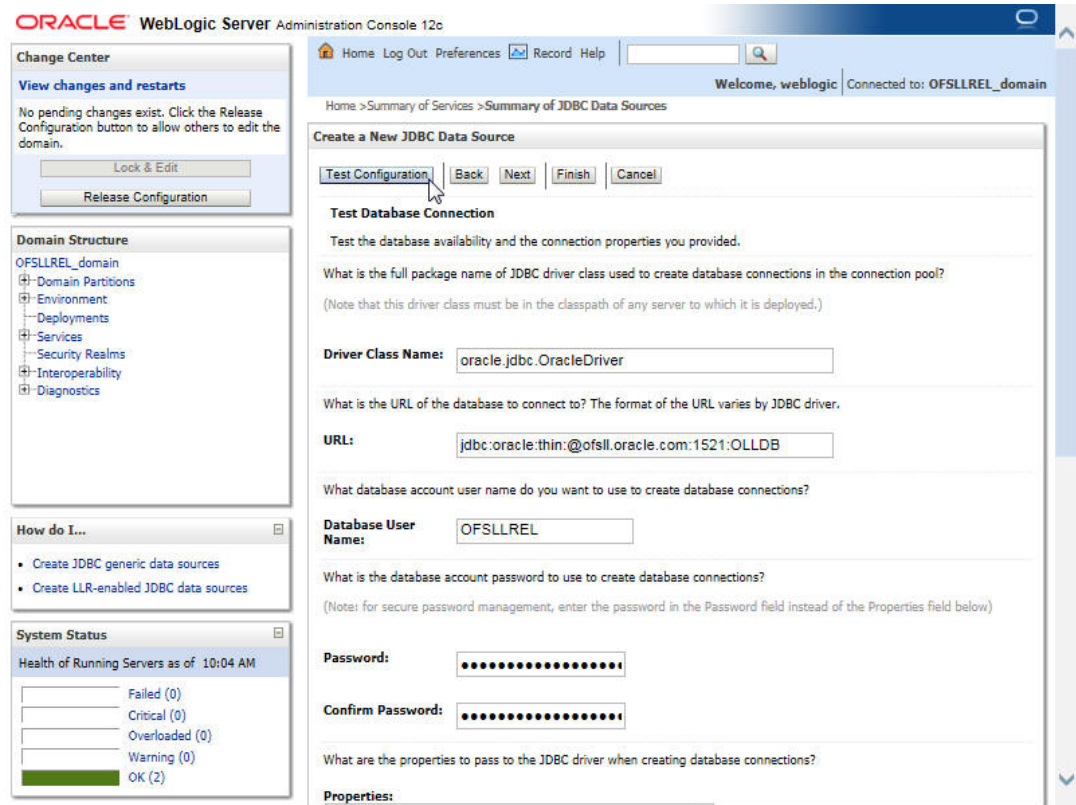 ORACLE WebLogic Server Administration Console 12c
Change Center
View changes and restarts
No pending changes exist. Click the Release
Configuration button to allow others to edit the
domain.
Lock & Edit
Release Configuration
Domain Structure
OFSLLREL_domain
Domain Partitions
Environment
Deployments
Services
Security Realms
Interoperability
Diagnostics
How do I...
Create JDBC generic data sources
Create LLR-enabled JDBC data sources
System Status
Health of Running Servers as of 10:04 AM
Failed (0)
Critical (0)
Overloaded (0)
Warning (0)
OK (2)
Home Log Out Preferences Record Help
Welcome, weblogic Connected to: OFSLLREL_domain
Home >Summary of Services >Summary of JDBC Data Sources
Create a New JDBC Data Source
Test Configuration Back Next Finish Cancel
Test Database Connection
Test the database availability and the connection properties you provided.
What is the full package name of JDBC driver class used to create database connections in the connection pool?
(Note that this driver class must be in the classpath of any server to which it is deployed.)
Driver Class Name: oracle.jdbc.OracleDriver
What is the URL of the database to connect to? The format of the URL varies by JDBC driver.
URL: jdbc:oracle:thin:@ofsll.oracle.com:1521:OLLDB
What database account user name do you want to use to create database connections?
Database User
Name: OFSLLREL
What is the database account password to use to create database connections?
(Note: for secure password management, enter the password in the Password field instead of the Properties field below)
Password:
Confirm Password:
What are the properties to pass to the JDBC driver when creating database connections?
Properties: